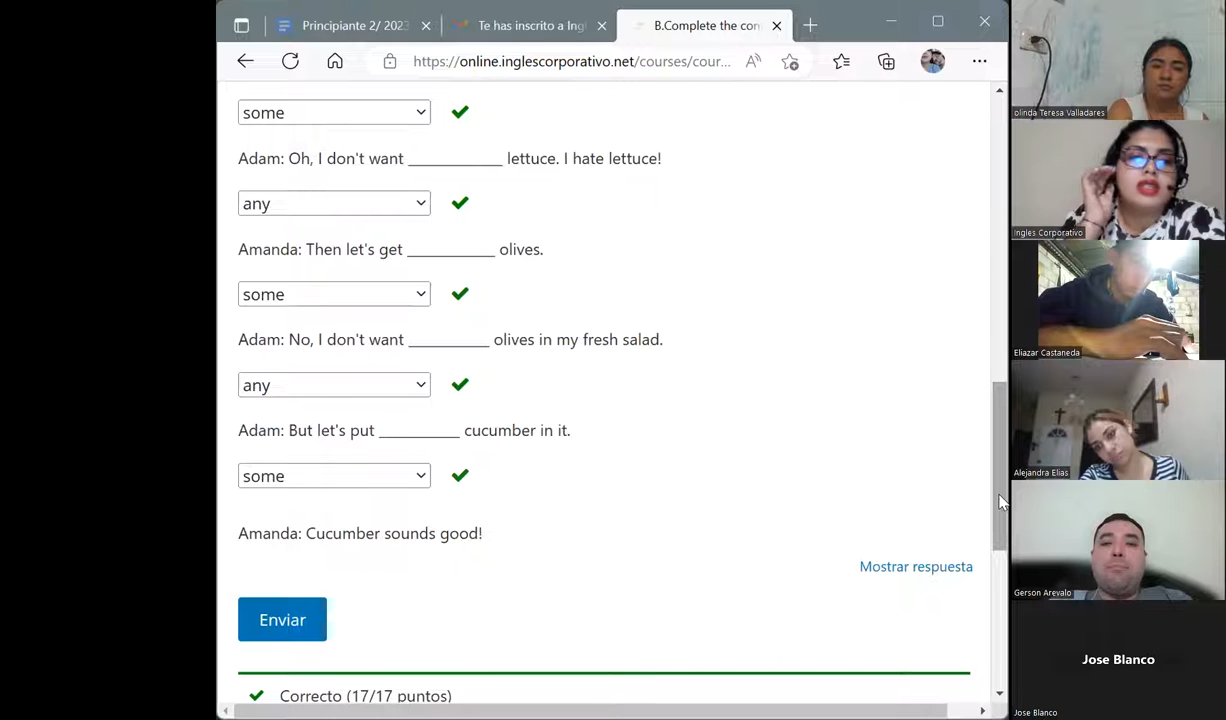 Principiante 2/ 2023
Te has inscrito a Ing
B.Complete the con
https://online.inglescorporativo.net/courses/cour...
some
Adam: Oh, I don't want ___________ lettuce. I hate lettuce!
any
Amanda: Then let's get __________ olives.
some
Adam: No, I don't want _________ olives in my fresh salad.
any
Adam: But let's put _________ cucumber in it.
some
Amanda: Cucumber sounds good!
Mostrar respuesta
Enviar
Correcto (17/17 puntos)
olinda Teresa Valladares
Ingles Corporativo
Eliazar Castaneda
Alejandra Elias
Gerson Arevalo
Jose Blanco
Jose Blanco